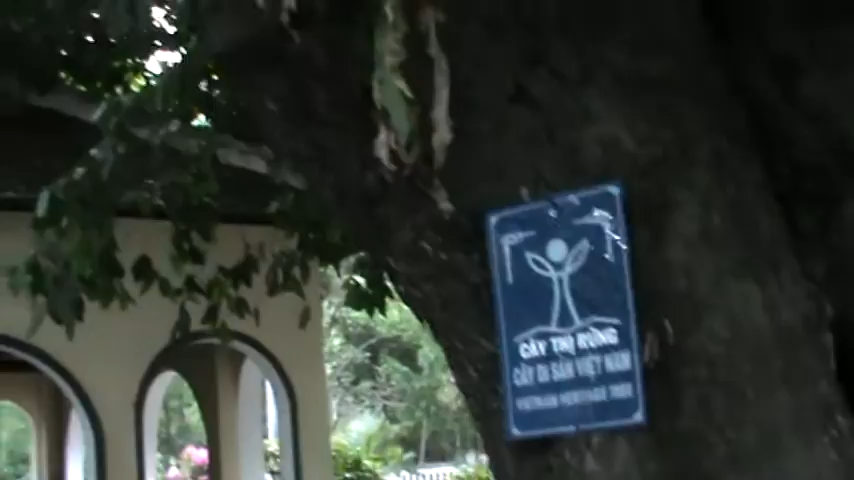 CÂY THỊ RỪNG
CÂY DI SẢN VIỆT NAM
VIETNAM HERITAGE TREE